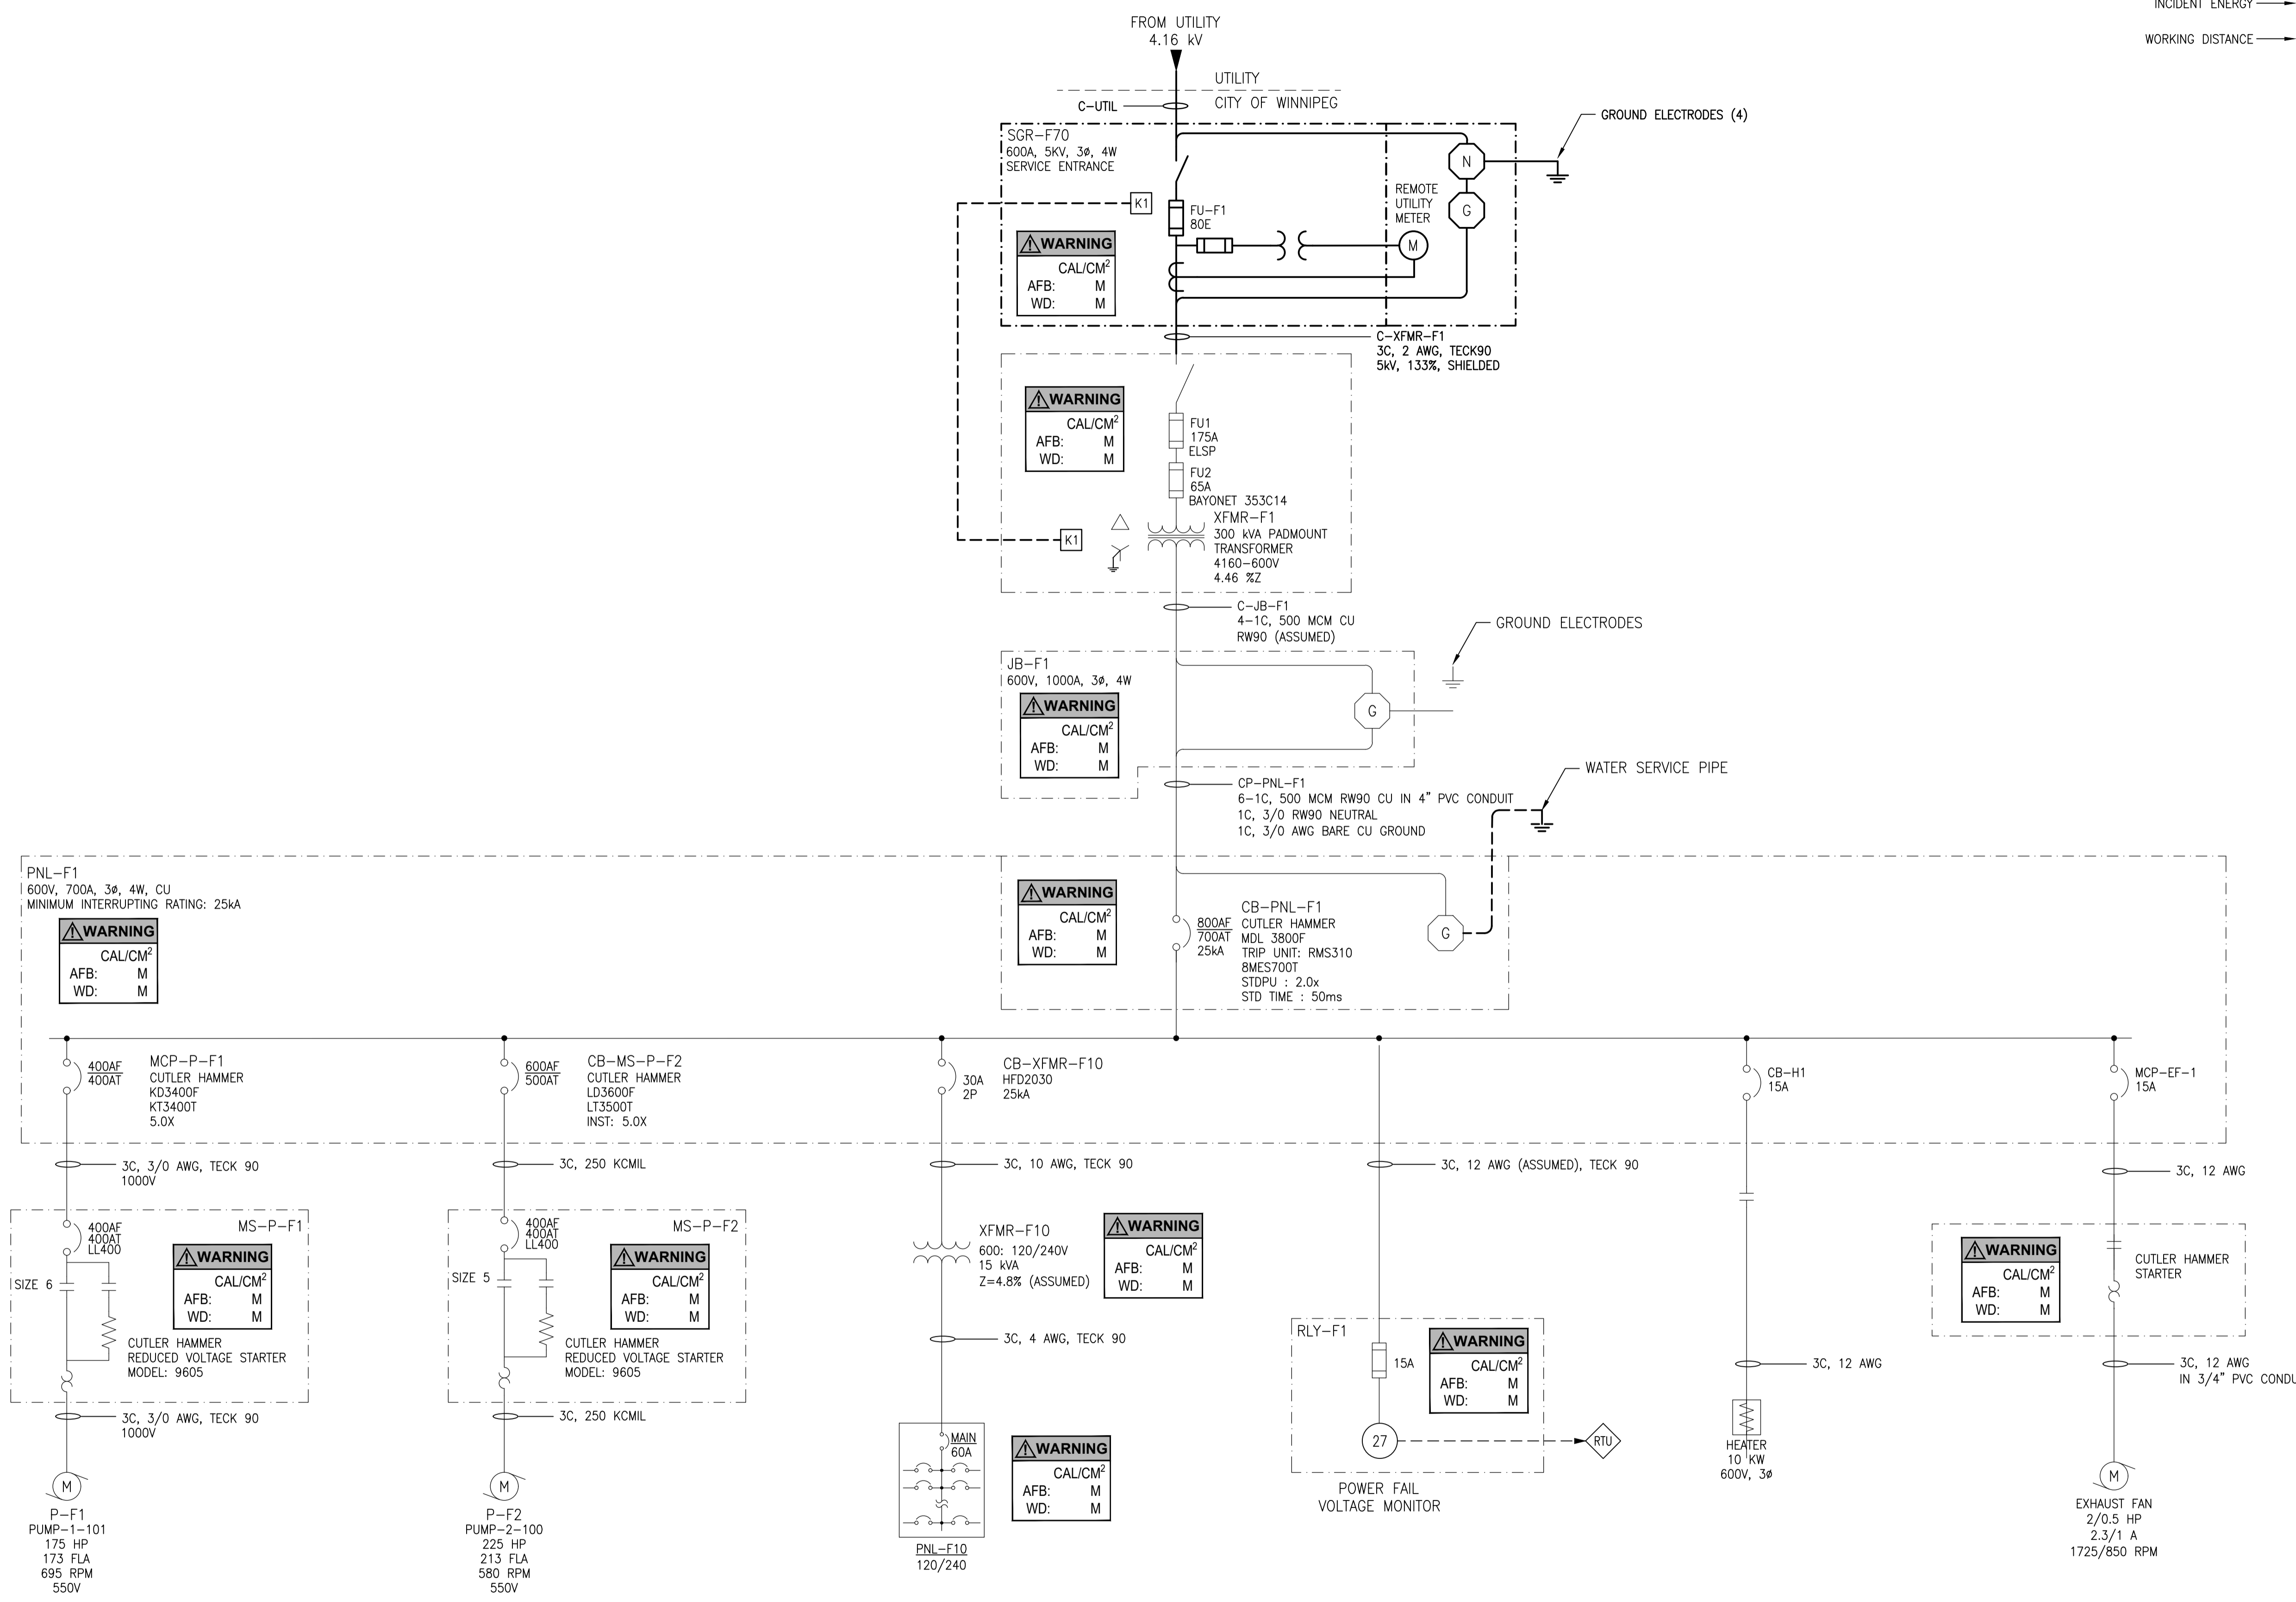 INCIDENT ENERGY
WORKING DISTANCE
FROM UTILITY
4.16 kV
UTILITY
C-UTIL
CITY OF WINNIPEG
GROUND ELECTRODES (4)
SGR-F70
600A, 5KV, 3ø, 4W
SERVICE ENTRANCE
N
K1
REMOTE
UTILITY
METER
G
FU-F1
80E
M
WARNING
CAL/CM²
AFB: M
WD: M
C-XFMR-F1
3C, 2 AWG, TECK90
5kV, 133%, SHIELDED
WARNING
CAL/CM²
AFB: M
WD: M
FU1
175A
ELSP
FU2
65A
BAYONET 353C14
K1
XFMR-F1
300 kVA PADMOUNT
TRANSFORMER
4160-600V
4.46 %Z
C-JB-F1
4-1C, 500 MCM CU
RW90 (ASSUMED)
GROUND ELECTRODES
JB-F1
600V, 1000A, 3ø, 4W
WARNING
CAL/CM²
AFB: M
WD: M
G
WATER SERVICE PIPE
CP-PNL-F1
6-1C, 500 MCM RW90 CU IN 4" PVC CONDUIT
1C, 3/0 RW90 NEUTRAL
1C, 3/0 AWG BARE CU GROUND
PNL-F1
600V, 700A, 3ø, 4W, CU
MINIMUM INTERRUPTING RATING: 25kA
WARNING
CAL/CM²
AFB: M
WD: M
WARNING
CAL/CM²
AFB: M
WD: M
800AF
700AT
25kA
CB-PNL-F1
CUTLER HAMMER
MDL 3800F
TRIP UNIT: RMS310
8MES700T
STDPU : 2.0x
STD TIME : 50ms
G
400AF
400AT
MCP-P-F1
CUTLER HAMMER
KD3400F
KT3400T
5.0X
600AF
500AT
CB-MS-P-F2
CUTLER HAMMER
LD3600F
LT3500T
INST: 5.0X
30A
2P
CB-XFMR-F10
HFD2030
25kA
CB-H1
15A
MCP-EF-1
15A
3C, 3/0 AWG, TECK 90
1000V
3C, 250 KCMIL
3C, 10 AWG, TECK 90
3C, 12 AWG (ASSUMED), TECK 90
3C, 12 AWG
400AF
400AT
LL400
MS-P-F1
WARNING
CAL/CM²
AFB: M
WD: M
SIZE 6
CUTLER HAMMER
REDUCED VOLTAGE STARTER
MODEL: 9605
400AF
400AT
LL400
MS-P-F2
WARNING
CAL/CM²
AFB: M
WD: M
SIZE 5
CUTLER HAMMER
REDUCED VOLTAGE STARTER
MODEL: 9605
XFMR-F10
600: 120/240V
15 kVA
Z=4.8% (ASSUMED)
WARNING
CAL/CM²
AFB: M
WD: M
3C, 4 AWG, TECK 90
RLY-F1
15A
WARNING
CAL/CM²
AFB: M
WD: M
WARNING
CAL/CM²
AFB: M
WD: M
CUTLER HAMMER
STARTER
3C, 12 AWG
3C, 12 AWG
IN 3/4" PVC CONDU
3C, 3/0 AWG, TECK 90
1000V
3C, 250 KCMIL
MAIN
60A
WARNING
CAL/CM²
AFB: M
WD: M
27
RTU
HEATER
10 KW
600V, 3ø
POWER FAIL
VOLTAGE MONITOR
M
P-F1
PUMP-1-101
175 HP
173 FLA
695 RPM
550V
M
P-F2
PUMP-2-100
225 HP
213 FLA
580 RPM
550V
PNL-F10
120/240
M
EXHAUST FAN
2/0.5 HP
2.3/1 A
1725/850 RPM